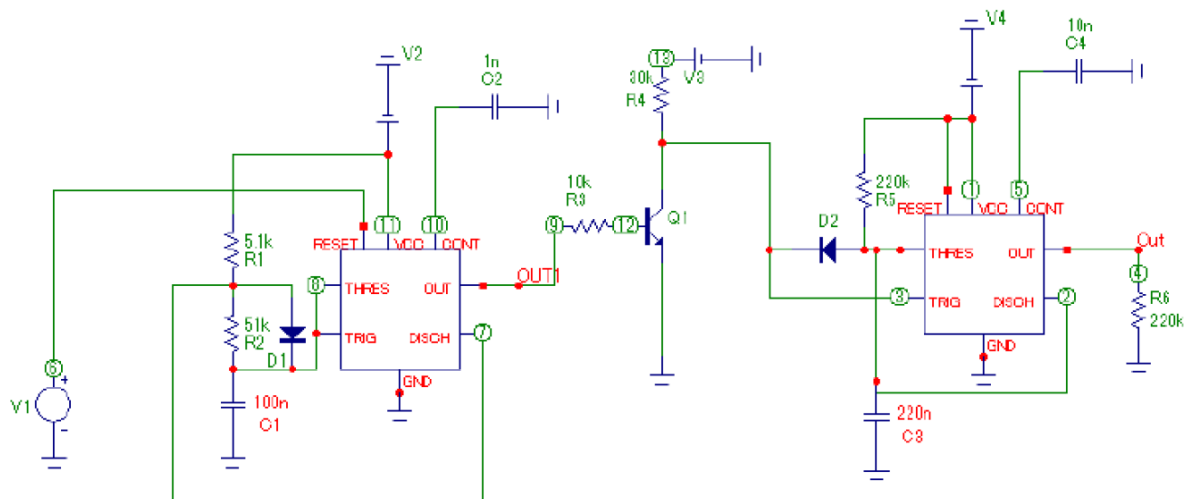 V2
1n
C2
13
30k
R4
V3
V4
10n
C4
5.1k
R1
51k
R2
D1
100n
C1
6
V1
+
-
RESET
11
VCC
10
CONT
8
THRES
TRIG
OUT
DISCH
7
GND
OUT1
9
10k
R3
12
Q1
D2
220k
R5
RESET
1
VCC
5
CONT
THRES
3
TRIG
OUT
DISCH
2
GND
220n
C3
Out
4
R6
220k